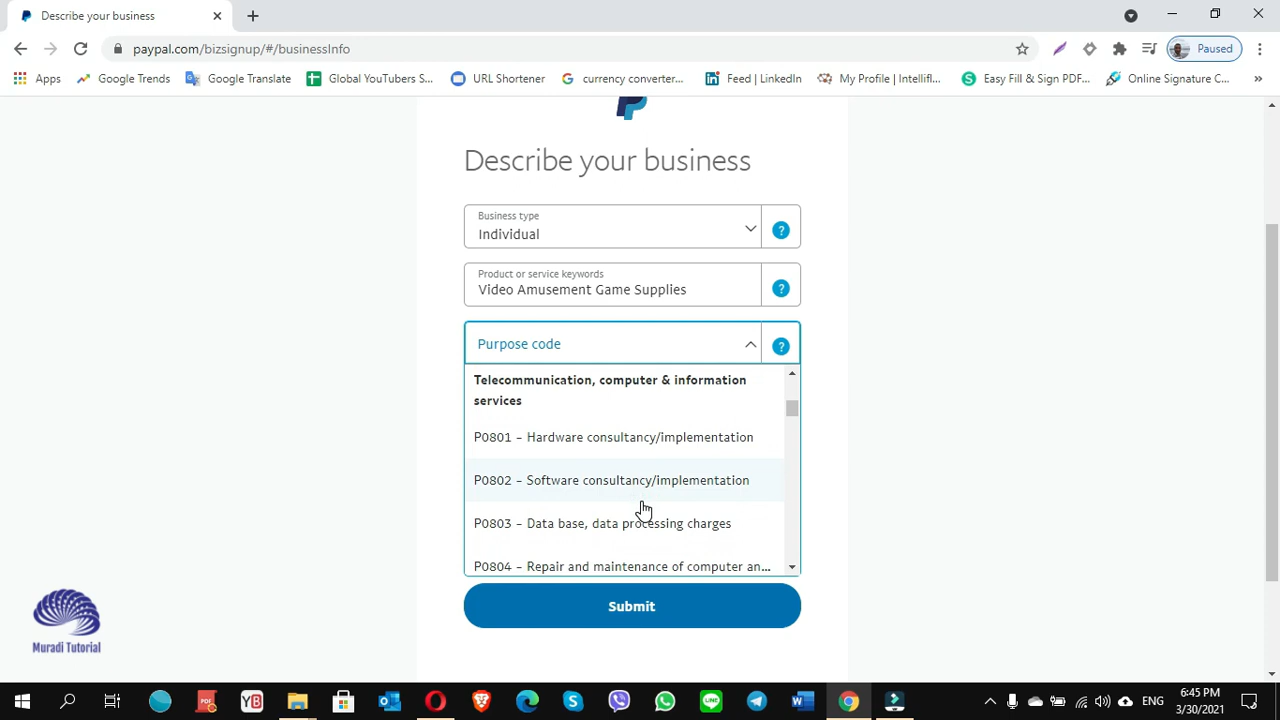 Describe your business
paypal.com/bizsignup/#/businessInfo
Paused
Apps
Google Trends
Google Translate
Global YouTubers S...
URL Shortener
currency converter...
Feed | LinkedIn
My Profile | Intellifl...
Easy Fill & Sign PDF...
Online Signature C...
»
Describe your business
Business type
Individual
?
Product or service keywords
Video Amusement Game Supplies
?
Purpose code
?
Telecommunication, computer & information
services
P0801 – Hardware consultancy/implementation
P0802 – Software consultancy/implementation
P0803 – Data base, data processing charges
P0804 – Repair and maintenance of computer an...
Submit
Muradi Tutorial
PDF
YB
LINE
ENG
6:45 PM
3/30/2021